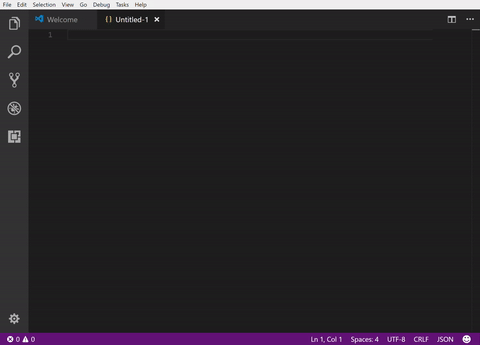 File Edit Selection View Go Debug Tasks Help
Welcome {} Untitled-1 ×
1
0 0 Ln 1, Col 1 Spaces: 4 UTF-8 CRLF JSON